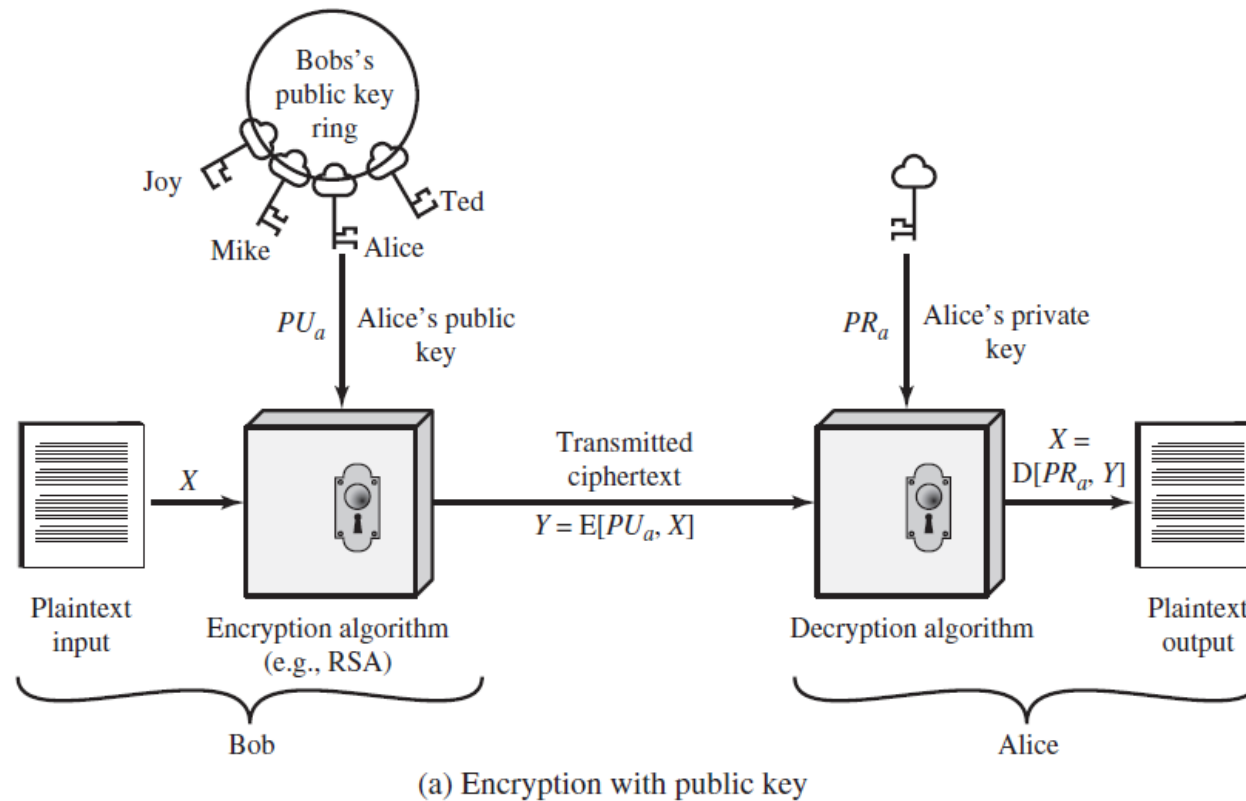 Bobs's
public key
ring
Joy
Ted
Mike
Alice
PUa
Alice's public
key
PRa
Alice's private
key
X
Transmitted
ciphertext
Y = E[PUa, X]
X =
D[PRa, Y]
Plaintext
input
Encryption algorithm
(e.g., RSA)
Decryption algorithm
Plaintext
output
Bob
Alice
(a) Encryption with public key